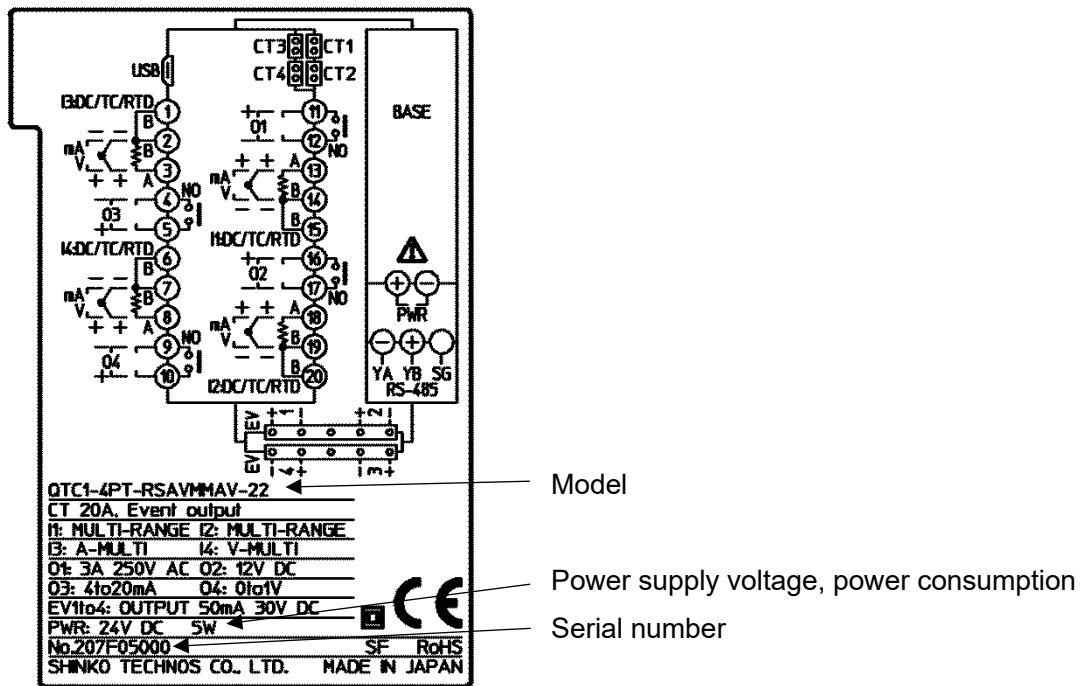 CT3 CT1
CT4 CT2
USB
BASE
I3:DC/TC/RTD
1 B
2 B
3 A
mA V
- -
+ +
4 NO
O3
-
+
5
I4:DC/TC/RTD
6 B
7 B
8 A
mA V
- -
+ +
9 NO
O4
-
+
10
11
+
O1
-
12 NO
+ +
mA V
- -
A 13
B 14
B 15
I1:DC/TC/RTD
16
+
O2
-
17 NO
+ +
mA V
- -
A 18
B 19
B 20
I2:DC/TC/RTD
+ -
PWR
- +
YA YB SG
RS-485
EV + 1 - + 2 -
EV - 4 + - 3 +
QTC1-4PT-RSAVMMAV-22
Model
CT 20A, Event output
I1: MULTI-RANGE I2: MULTI-RANGE
I3: A-MULTI I4: V-MULTI
O1: 3A 250V AC O2: 12V DC
O3: 4to20mA O4: 0to1V
EV1to4: OUTPUT 50mA 30V DC
CE
Power supply voltage, power consumption
PWR: 24V DC 5W
Serial number
No.207F05000 SF RoHS
SHINKO TECHNOS CO., LTD. MADE IN JAPAN